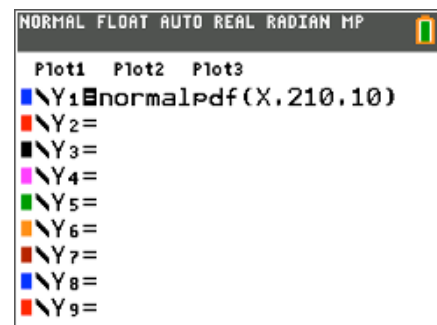 NORMAL FLOAT AUTO REAL RADIAN MP
Plot1 Plot2 Plot3
\Y1=normalpdf(X,210,10)
\Y2=
\Y3=
\Y4=
\Y5=
\Y6=
\Y7=
\Y8=
\Y9=